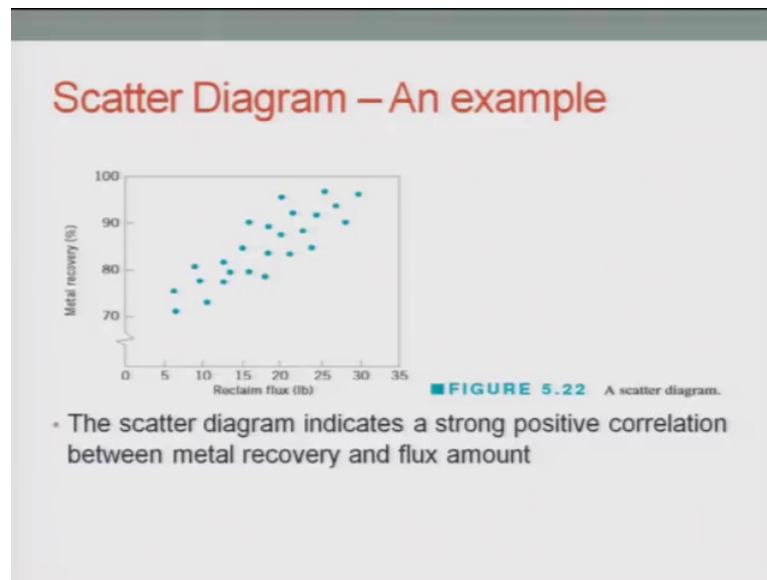 Scatter Diagram – An example
100
90
80
70
Metal recovery (%)
0 5 10 15 20 25 30 35
Reclaim flux (lb)
■FIGURE 5.22 A scatter diagram.
• The scatter diagram indicates a strong positive correlation
between metal recovery and flux amount